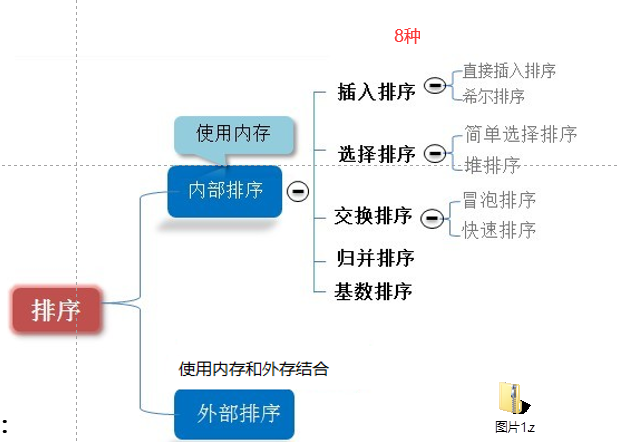 8种
直接插入排序
插入排序
希尔排序
使用内存
简单选择排序
选择排序
堆排序
内部排序
冒泡排序
交换排序
快速排序
归并排序
基数排序
排序
使用内存和外存结合
外部排序
:
图片1.z